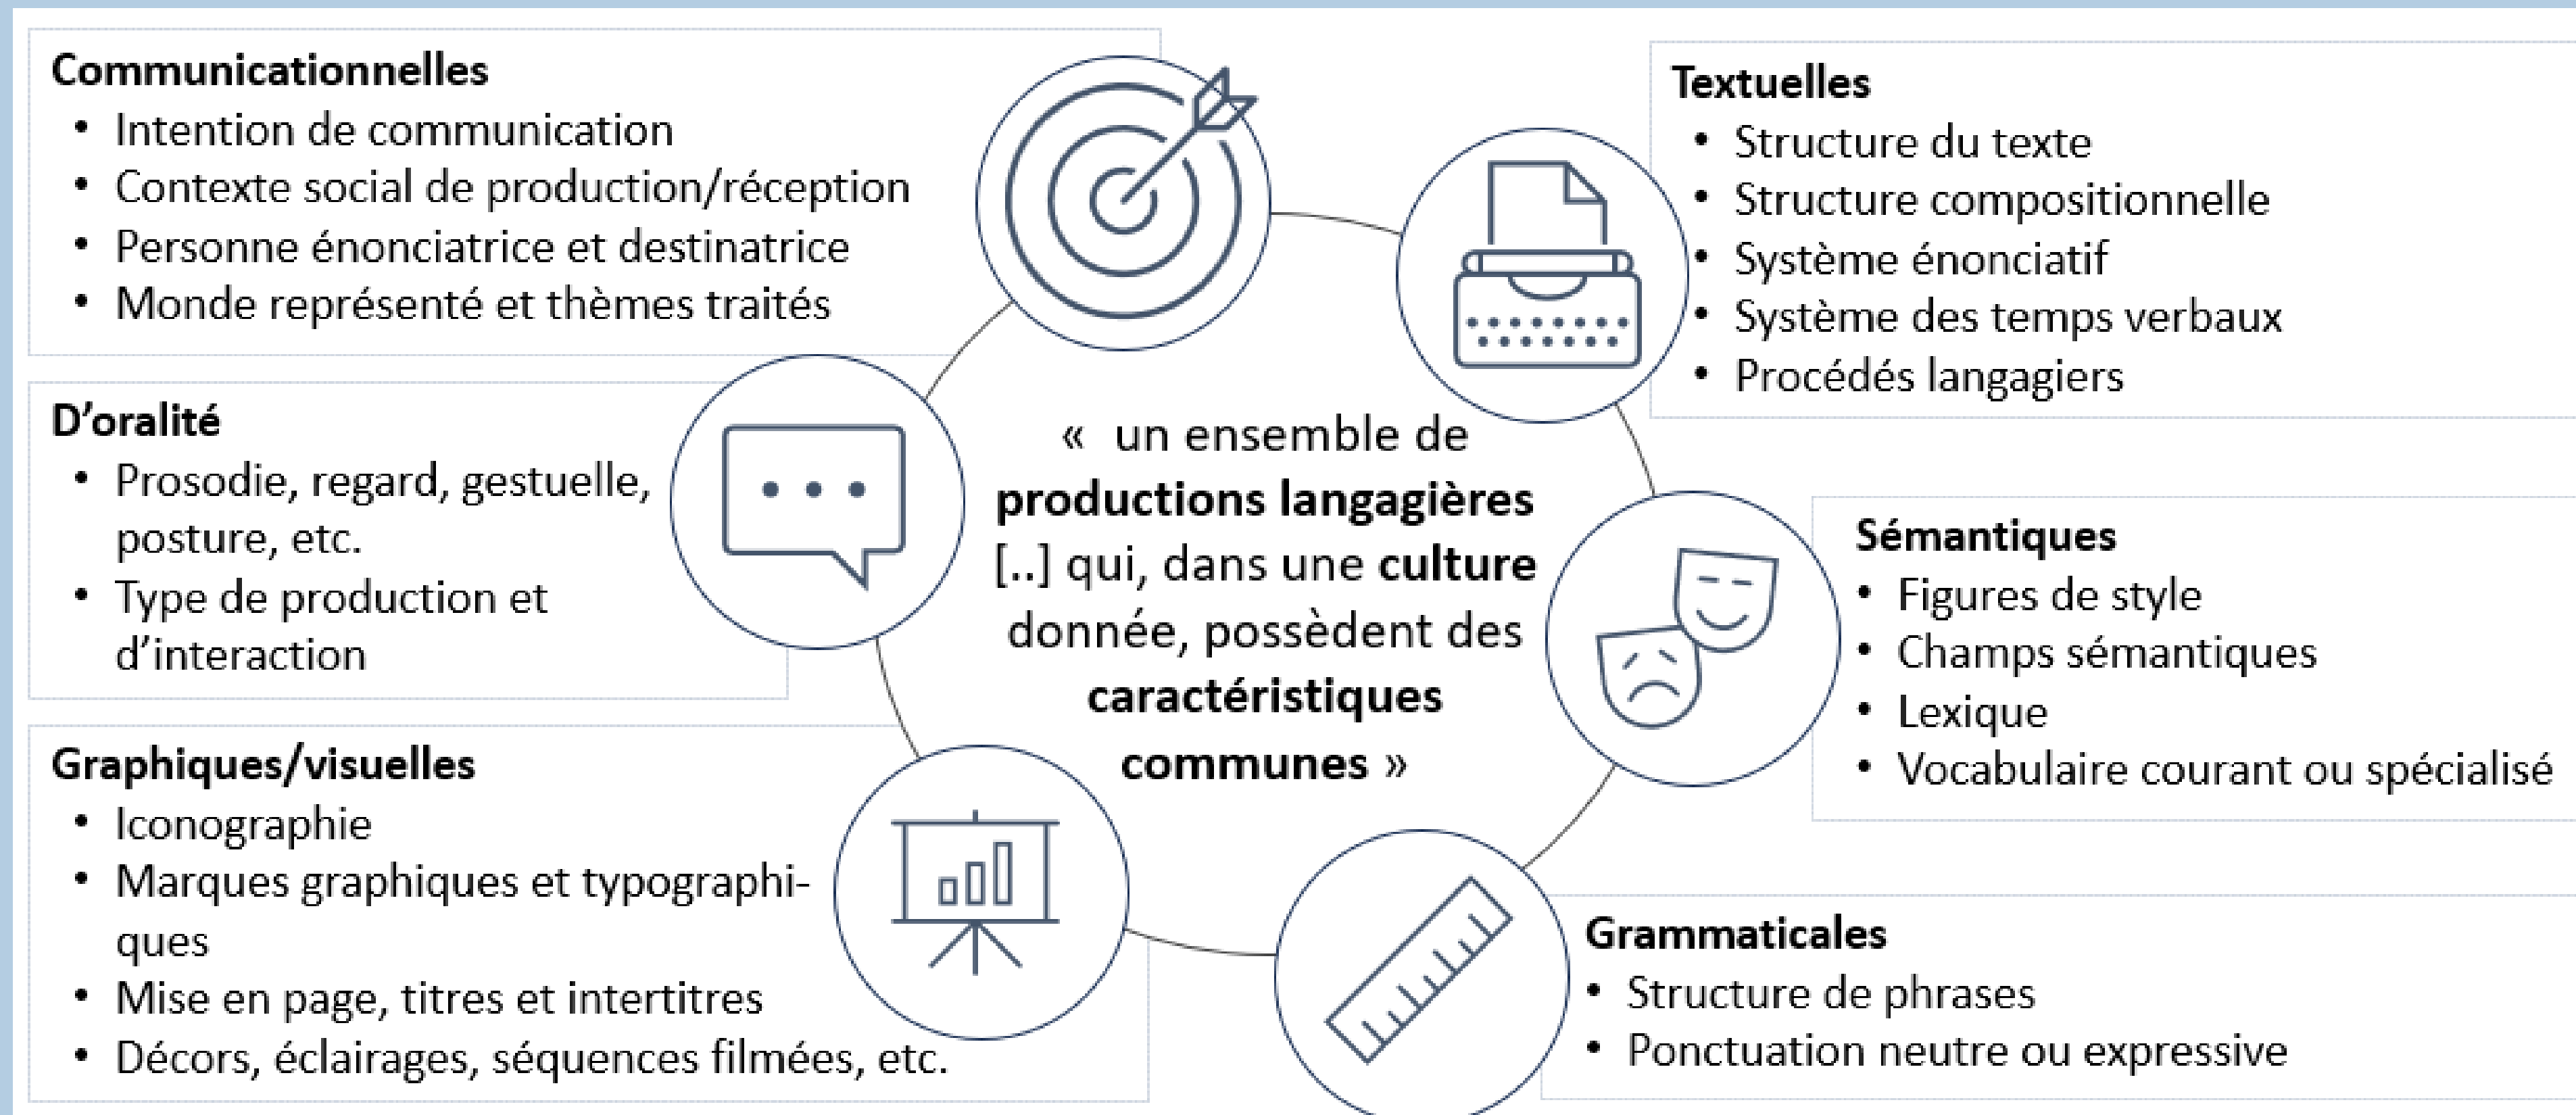 Communicationnelles
• Intention de communication
• Contexte social de production/réception
• Personne énonciatrice et destinatrice
• Monde représenté et thèmes traités
D’oralité
• Prosodie, regard, gestuelle,
posture, etc.
• Type de production et
d’interaction
Graphiques/visuelles
• Iconographie
• Marques graphiques et typographi-
ques
• Mise en page, titres et intertitres
• Décors, éclairages, séquences filmées, etc.
« un ensemble de
productions langagières
[..] qui, dans une culture
donnée, possèdent des
caractéristiques
communes »
Textuelles
• Structure du texte
• Structure compositionnelle
• Système énonciatif
• Système des temps verbaux
• Procédés langagiers
Sémantiques
• Figures de style
• Champs sémantiques
• Lexique
• Vocabulaire courant ou spécialisé
Grammaticales
• Structure de phrases
• Ponctuation neutre ou expressive